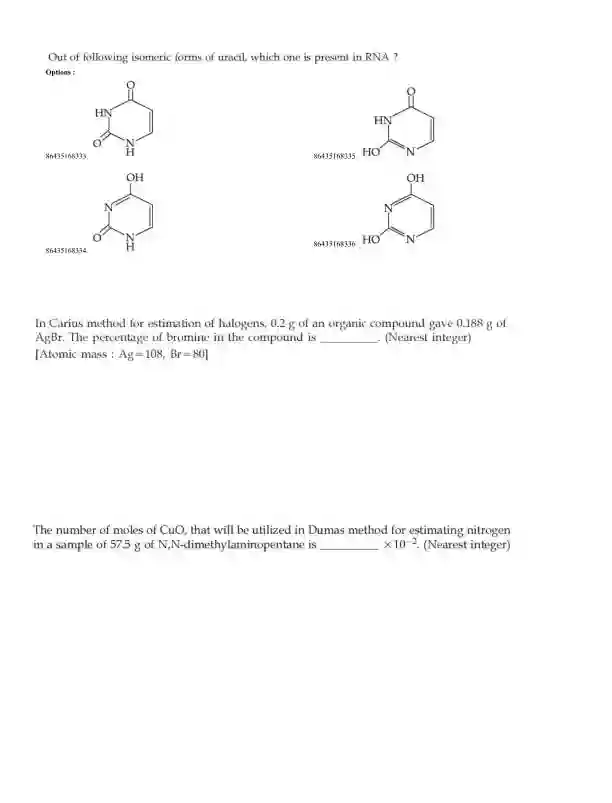 Out of following isomeric forms of uracil, which one is present in RNA ?
Options :
O
HN
O
N
H
86435168333.
O
HN
HO
N
86435168335.
OH
N
O
N
H
86435168334.
OH
N
HO
N
86435168336.
In Carius method for estimation of halogens, 0.2 g of an organic compound gave 0.188 g of
AgBr. The percentage of bromine in the compound is _________. (Nearest integer)
[Atomic mass : Ag=108, Br=80]
The number of moles of CuO, that will be utilized in Dumas method for estimating nitrogen
in a sample of 57.5 g of N,N-dimethylaminopentane is _________ ×10⁻². (Nearest integer)